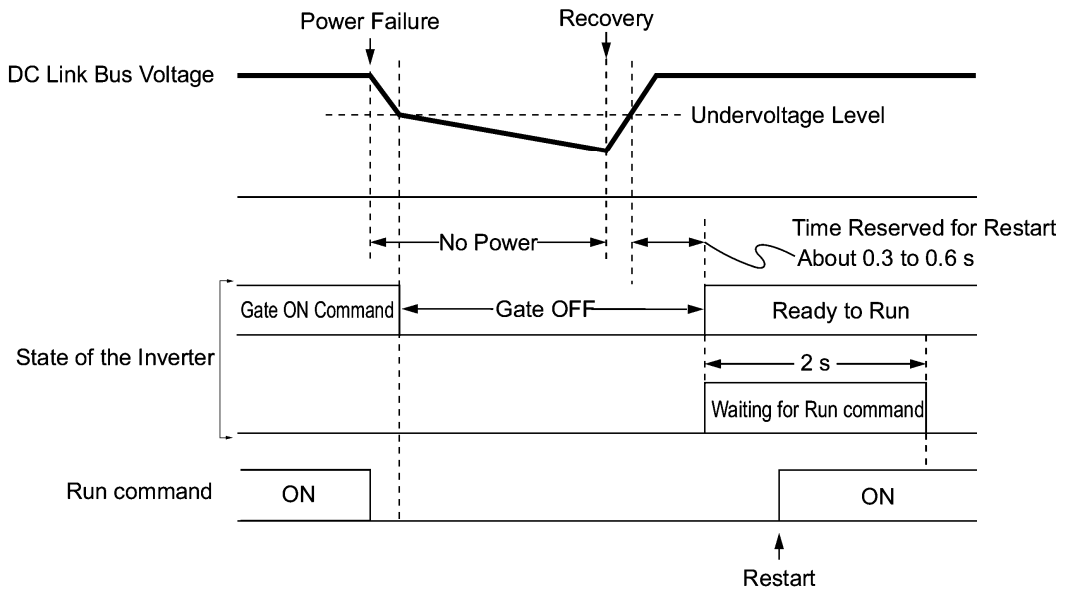 Power Failure
Recovery
DC Link Bus Voltage
Undervoltage Level
No Power
Time Reserved for Restart
About 0.3 to 0.6 s
Gate ON Command
Gate OFF
Ready to Run
State of the Inverter
2 s
Waiting for Run command
Run command
ON
ON
Restart